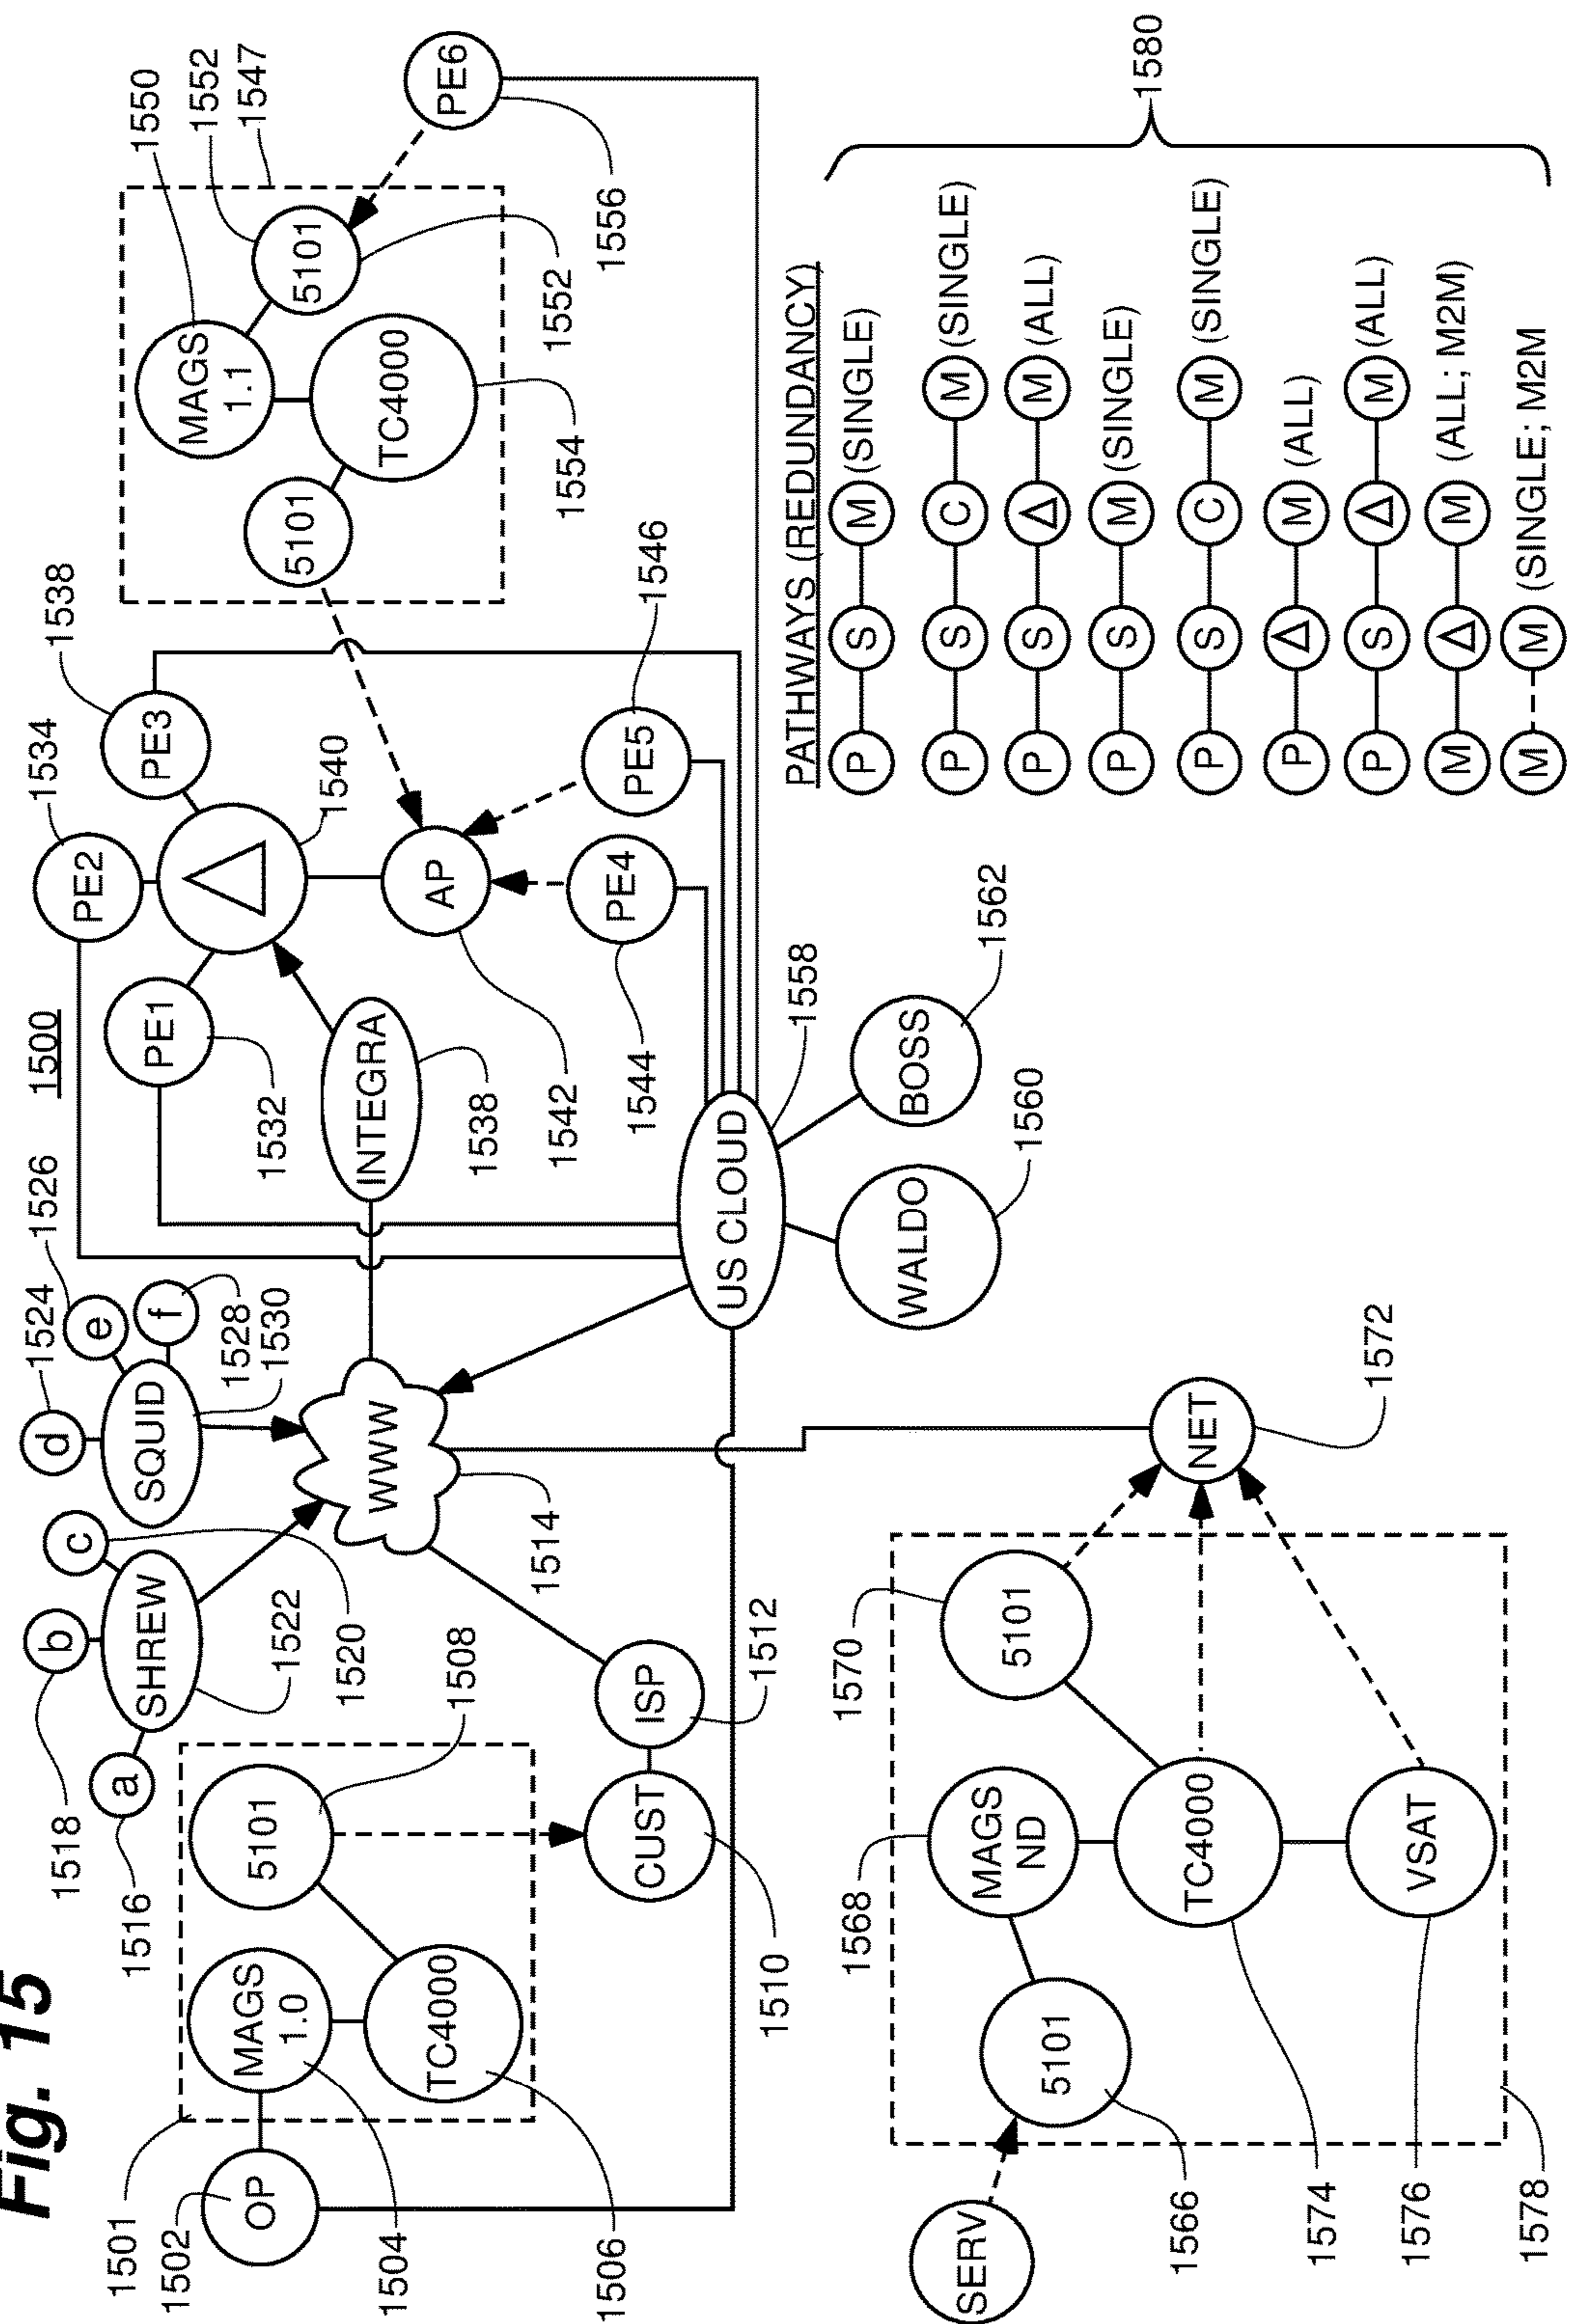 Fig. 15
1500
1501
1502
OP
1504
MAGS
1.0
1506
TC4000
5101
1508
CUST
1510
ISP
1512
WWW
1514
a
1516
b
1518
c
1520
SHREW
1522
d
1524
e
1526
f
1528
SQUID
1530
PE1
1532
PE2
1534
PE3
1538
INTEGRA
1538
Δ
1540
AP
1542
PE4
1544
PE5
1546
1547
MAGS
1.1
1550
5101
1552
1552
TC4000
1554
5101
PE6
1556
US CLOUD
1558
WALDO
1560
BOSS
1562
SERV
5101
1566
MAGS
ND
1568
5101
1570
NET
1572
TC4000
1574
VSAT
1576
1578
PATHWAYS (REDUNDANCY)
P S M (SINGLE)
P S C M (SINGLE)
P S Δ M (ALL)
P S M (SINGLE)
P S C M (SINGLE)
P Δ M (ALL)
P S Δ M (ALL)
M Δ M (ALL; M2M)
M M (SINGLE; M2M
1580